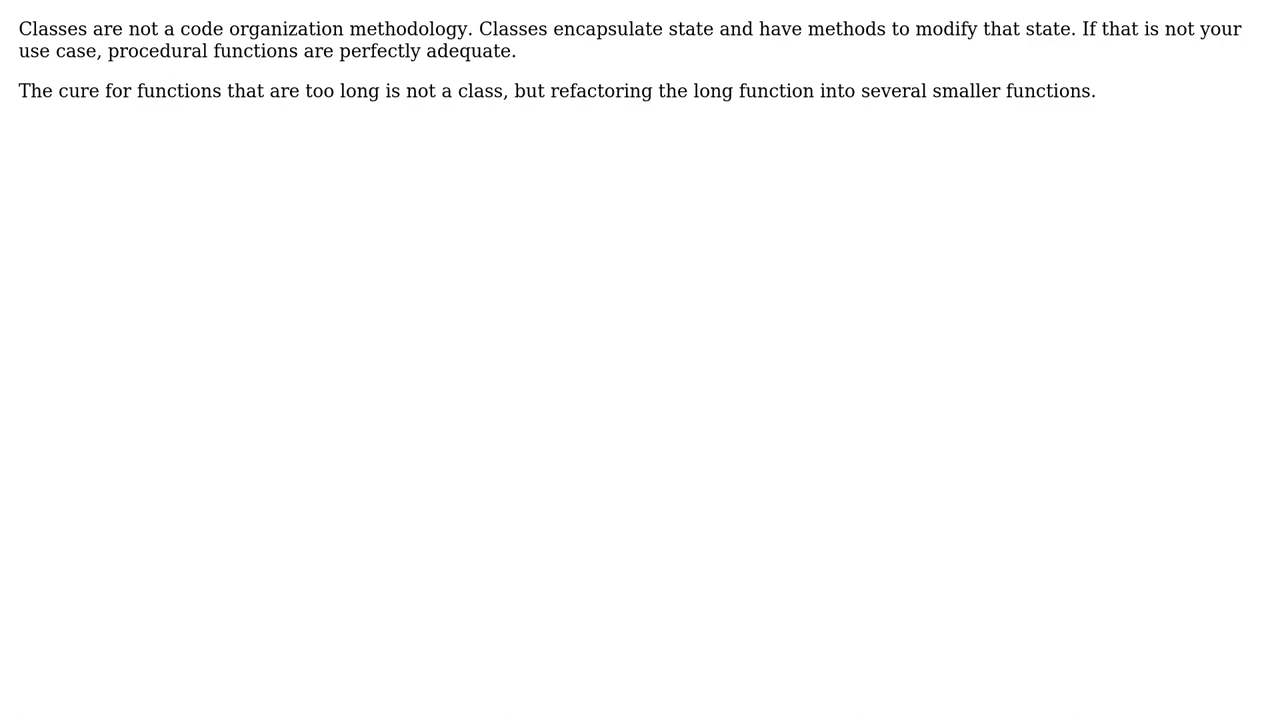 Classes are not a code organization methodology. Classes encapsulate state and have methods to modify that state. If that is not your
use case, procedural functions are perfectly adequate.
The cure for functions that are too long is not a class, but refactoring the long function into several smaller functions.